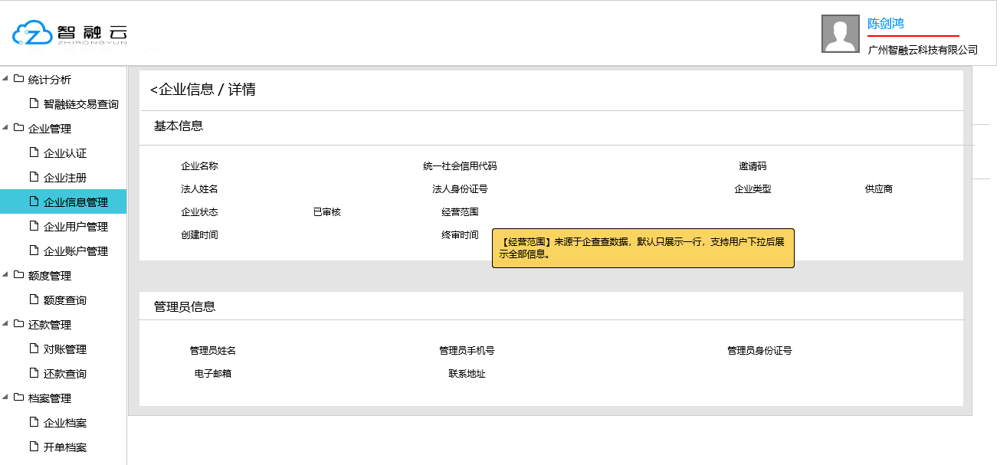 智融云
ZHIRONGYUN
陈剑鸿
广州智融云科技有限公司
统计分析
智融链交易查询
企业管理
企业认证
企业注册
企业信息管理
企业用户管理
企业账户管理
额度管理
额度查询
还款管理
对账管理
还款查询
档案管理
企业档案
开单档案
<企业信息 / 详情
基本信息
企业名称 统一社会信用代码 邀请码
法人姓名 法人身份证号 企业类型 供应商
企业状态 已审核 经营范围
创建时间 终审时间
【经营范围】来源于企查查数据，默认只展示一行，支持用户下拉后展
示全部信息。
管理员信息
管理员姓名 管理员手机号 管理员身份证号
电子邮箱 联系地址